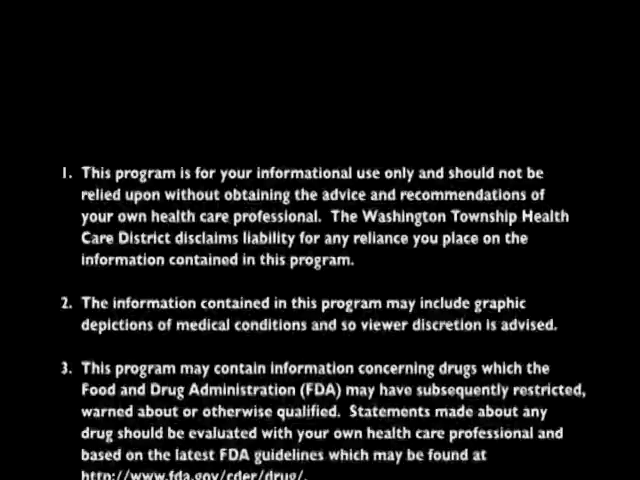 1. This program is for your informational use only and should not be
relied upon without obtaining the advice and recommendations of
your own health care professional. The Washington Township Health
Care District disclaims liability for any reliance you place on the
information contained in this program.
2. The information contained in this program may include graphic
depictions of medical conditions and so viewer discretion is advised.
3. This program may contain information concerning drugs which the
Food and Drug Administration (FDA) may have subsequently restricted,
warned about or otherwise qualified. Statements made about any
drug should be evaluated with your own health care professional and
based on the latest FDA guidelines which may be found at
http://www.fda.gov/cder/drug/.